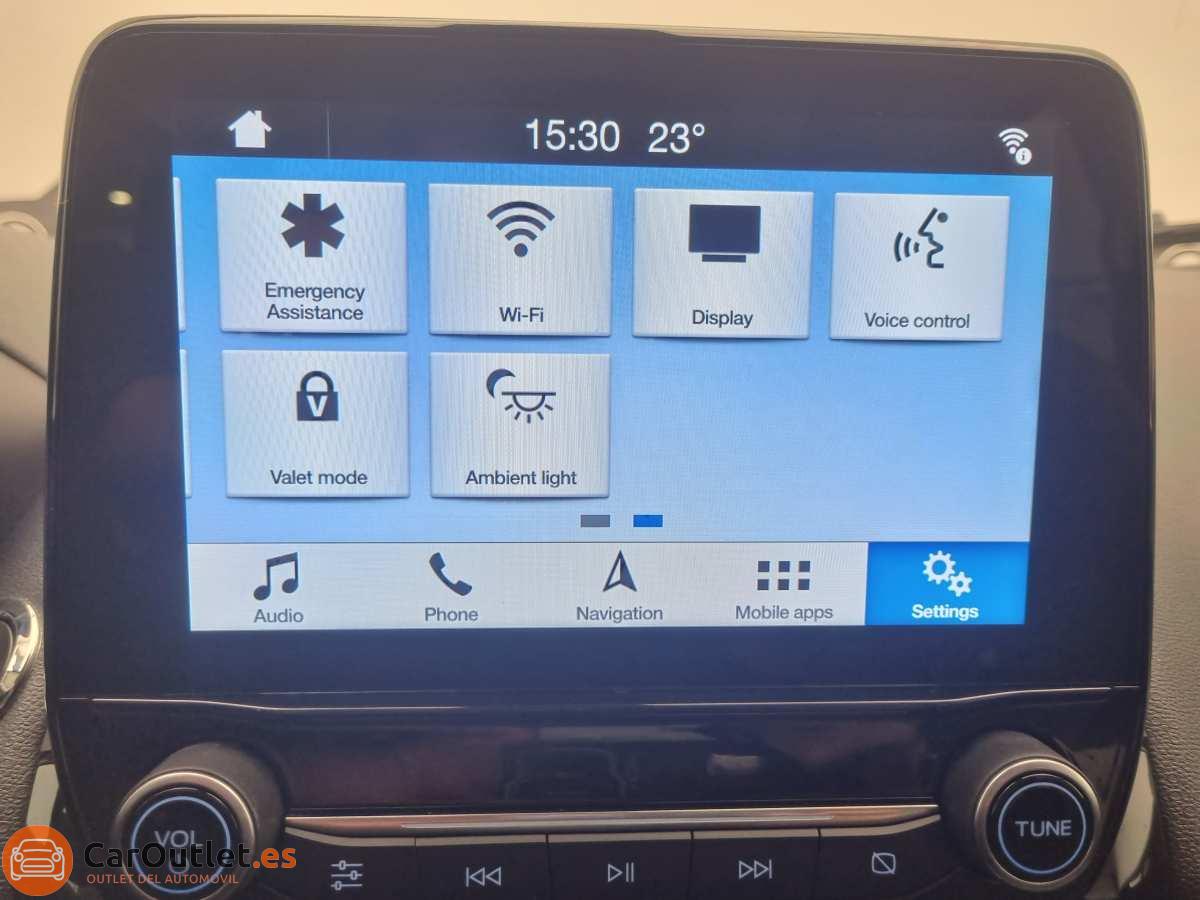 15:30 23°
Emergency
Assistance
Wi-Fi
Display
Voice control
V
Valet mode
Ambient light
Audio
Phone
Navigation
Mobile apps
Settings
VOL
TUNE
CarOutlet.es
OUTLET DEL AUTOMOVIL